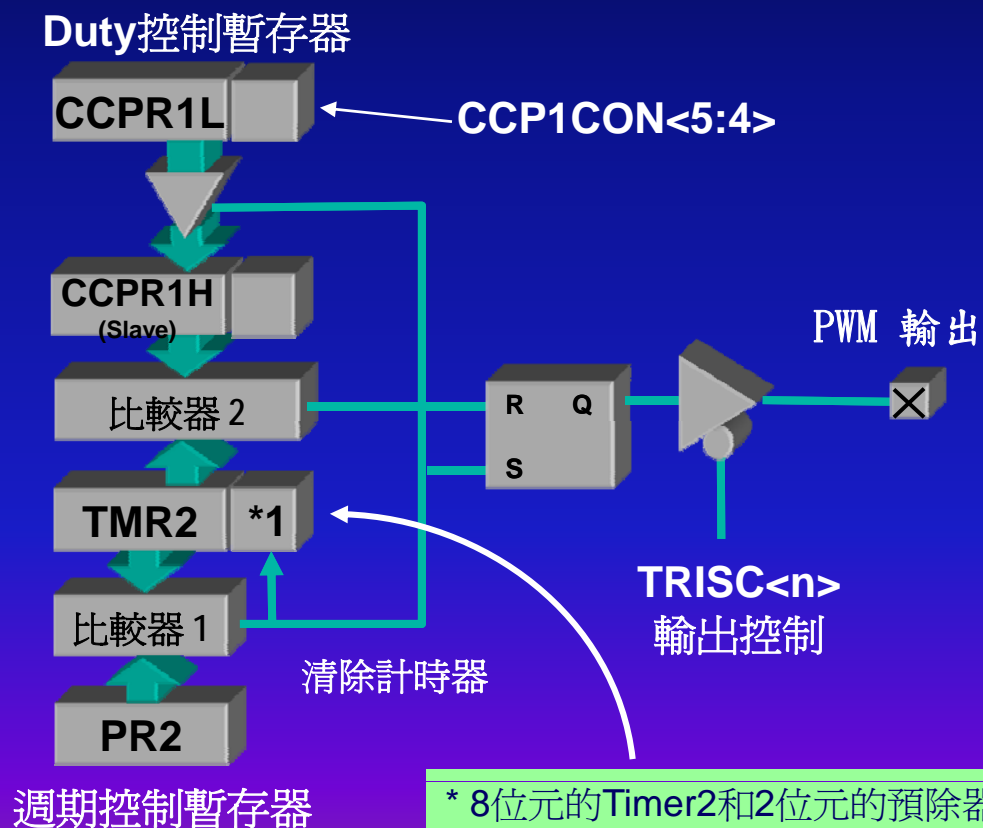 Duty控制暫存器
CCPR1L
CCP1CON<5:4>
CCPR1H
(Slave)
PWM 輸出
比較器 2
R Q
S
TMR2 *1
TRISC<n>
輸出控制
比較器 1
清除計時器
PR2
週期控制暫存器
* 8位元的Timer2和2位元的預除器